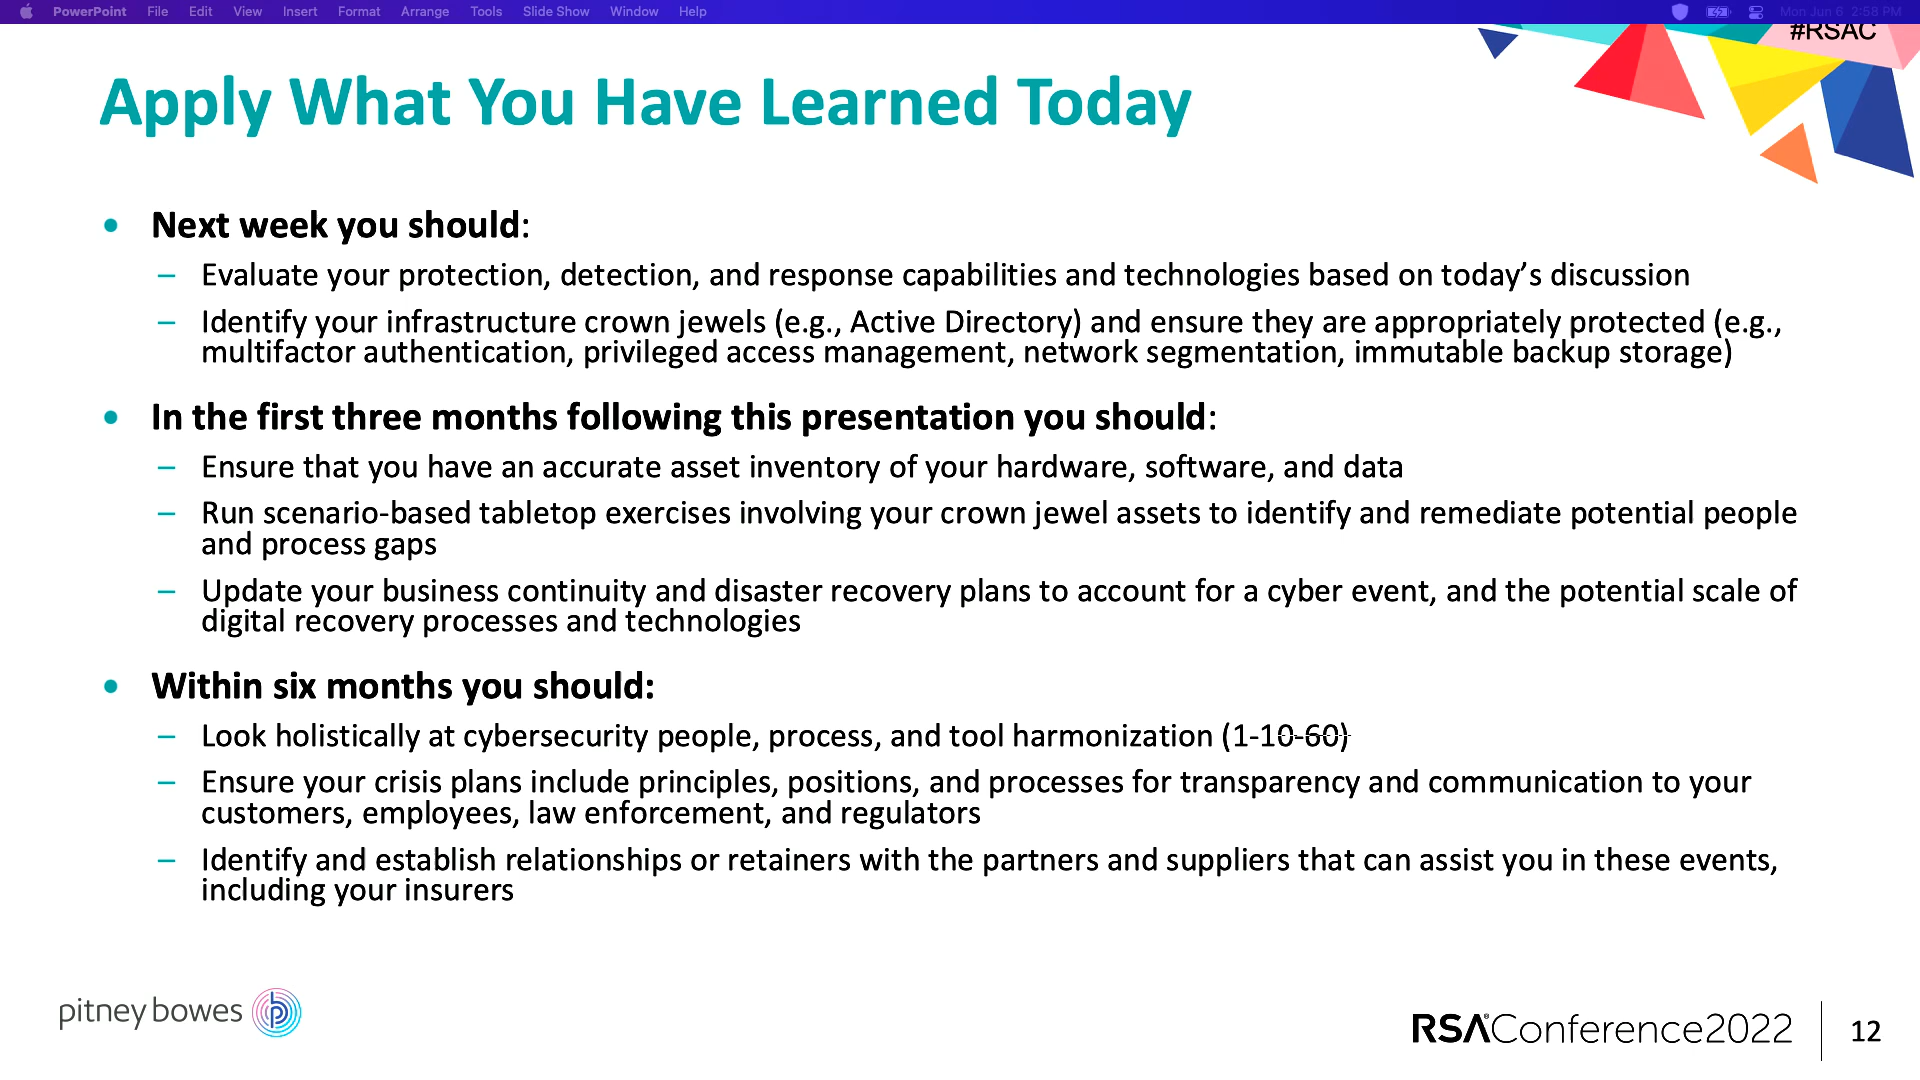 PowerPoint File Edit View Insert Format Arrange Tools Slide Show Window Help Mon Jun 6 2:58 PM
#RSAC
Apply What You Have Learned Today
• Next week you should:
– Evaluate your protection, detection, and response capabilities and technologies based on today’s discussion
– Identify your infrastructure crown jewels (e.g., Active Directory) and ensure they are appropriately protected (e.g.,
multifactor authentication, privileged access management, network segmentation, immutable backup storage)
• In the first three months following this presentation you should:
– Ensure that you have an accurate asset inventory of your hardware, software, and data
– Run scenario-based tabletop exercises involving your crown jewel assets to identify and remediate potential people
and process gaps
– Update your business continuity and disaster recovery plans to account for a cyber event, and the potential scale of
digital recovery processes and technologies
• Within six months you should:
– Look holistically at cybersecurity people, process, and tool harmonization (1-10-60)
– Ensure your crisis plans include principles, positions, and processes for transparency and communication to your
customers, employees, law enforcement, and regulators
– Identify and establish relationships or retainers with the partners and suppliers that can assist you in these events,
including your insurers
pitney bowes
RSA®Conference2022
12